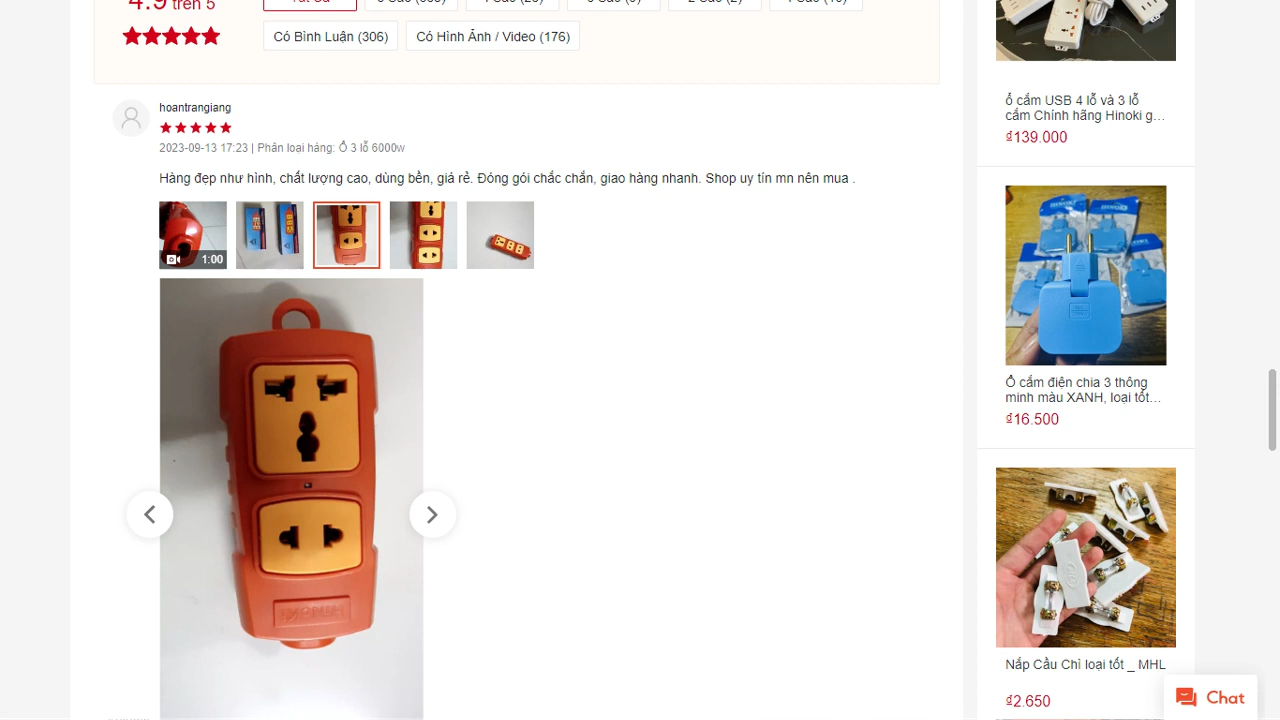 4.9 trên 5
Có Bình Luận (306)
Có Hình Ảnh / Video (176)
hoantrangiang
2023-09-13 17:23 | Phân loại hàng: Ổ 3 lỗ 6000w
Hàng đẹp như hình, chất lượng cao, dùng bền, giá rẻ. Đóng gói chắc chắn, giao hàng nhanh. Shop uy tín mn nên mua .
1:00
HINOKI
ổ cắm USB 4 lỗ và 3 lỗ
cắm Chính hãng Hinoki g...
₫139.000
Ổ cắm điện chia 3 thông
minh màu XANH, loại tốt...
₫16.500
Nắp Cầu Chì loại tốt _ MHL
₫2.650
Chat